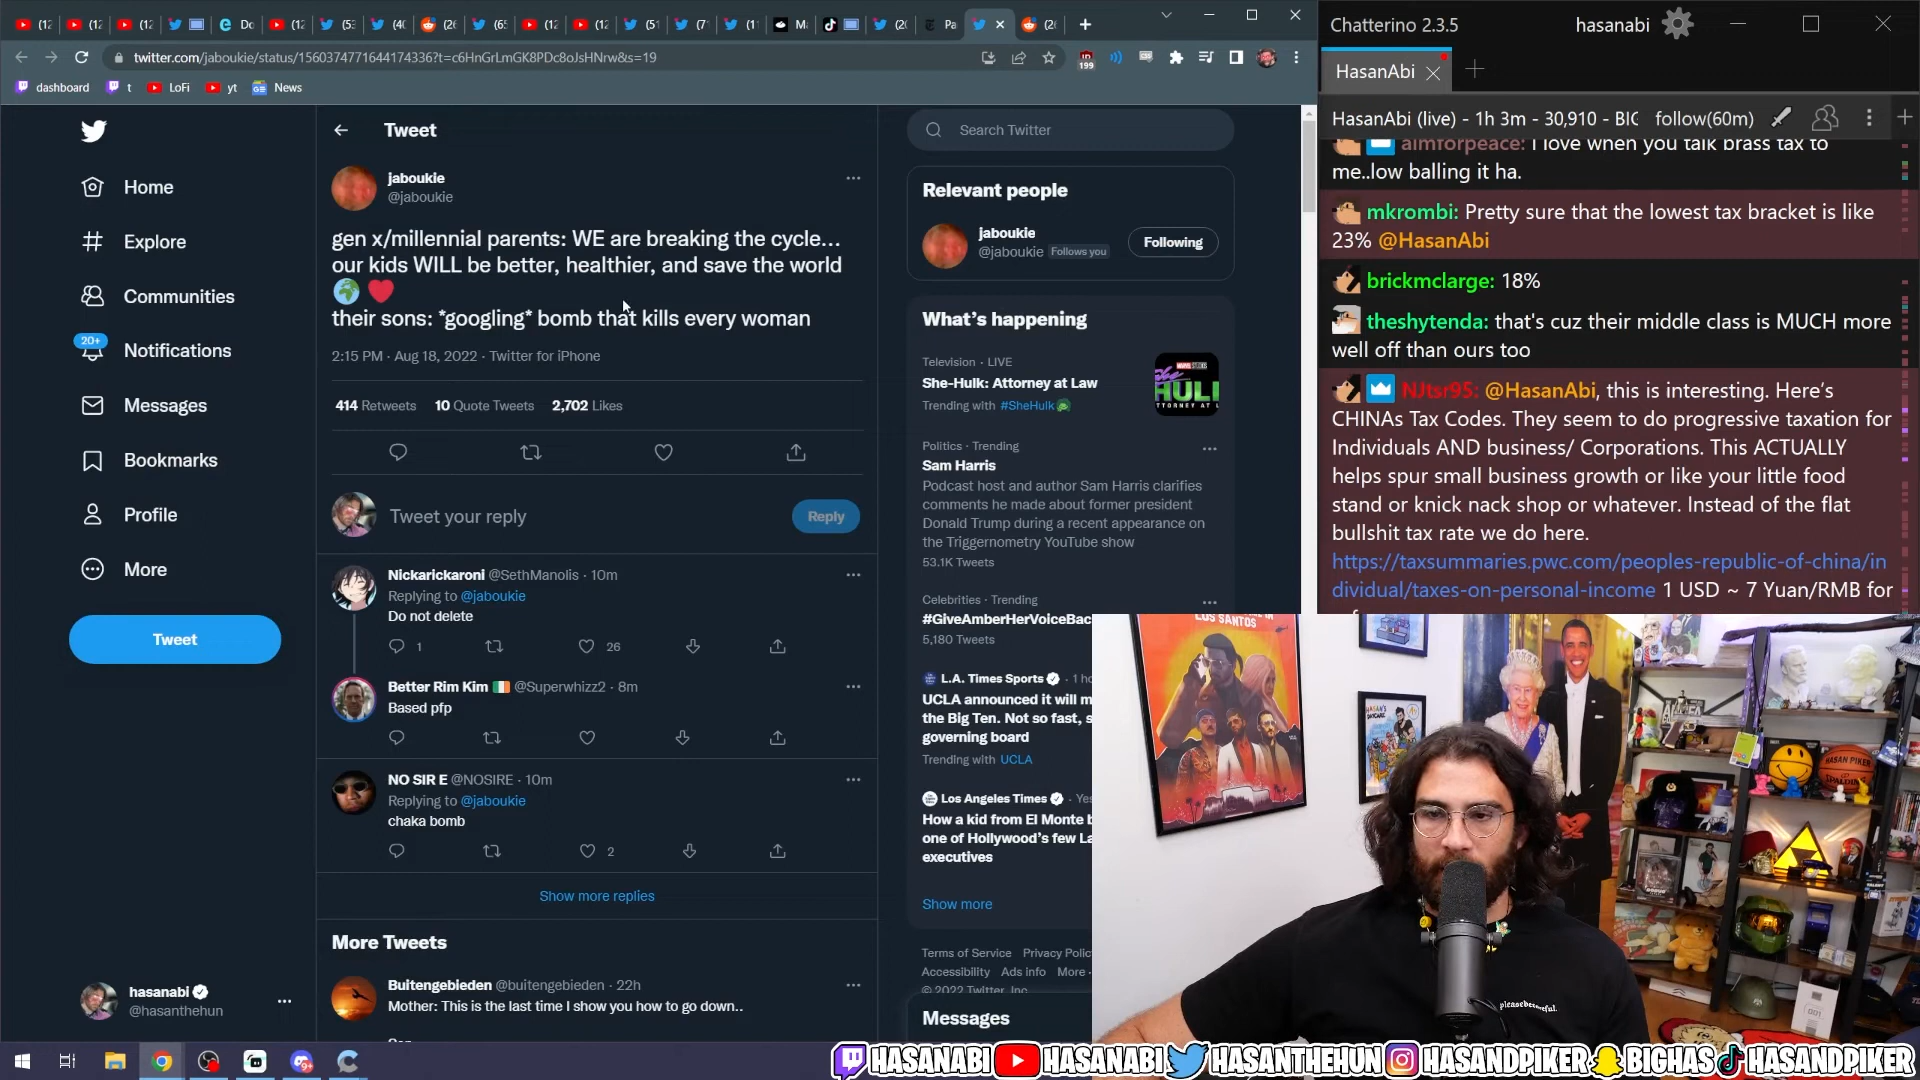 twitter.com/jaboukie/status/1560374771644174336?t=c6HnGrLmGK8PDc8oJsHNrw&s=19
199
dashboard
t
LoFi
yt
News
Home
Explore
Communities
20+
Notifications
Messages
Bookmarks
Profile
More
Tweet
hasanabi
@hasanthehun
Tweet
jaboukie
@jaboukie
gen x/millennial parents: WE are breaking the cycle...
our kids WILL be better, healthier, and save the world
their sons: *googling* bomb that kills every woman
2:15 PM · Aug 18, 2022 · Twitter for iPhone
414 Retweets 10 Quote Tweets 2,702 Likes
Tweet your reply
Reply
Nickarickaroni @SethManolis · 10m
Replying to @jaboukie
Do not delete
1
26
Better Rim Kim @Superwhizz2 · 8m
Based pfp
NO SIR E @NOSIRE · 10m
Replying to @jaboukie
chaka bomb
2
Show more replies
More Tweets
Buitengebieden @buitengebieden · 22h
Mother: This is the last time I show you how to go down..
Search Twitter
Relevant people
jaboukie
@jaboukie Follows you
Following
What's happening
Television · LIVE
She-Hulk: Attorney at Law
Trending with #SheHulk
Politics · Trending
Sam Harris
Podcast host and author Sam Harris clarifies
comments he made about former president
Donald Trump during a recent appearance on
the Triggernometry YouTube show
53.1K Tweets
Celebrities · Trending
#GiveAmberHerVoiceBac
5,180 Tweets
L.A. Times Sports · 1 ho
UCLA announced it will m
the Big Ten. Not so fast, s
governing board
Trending with UCLA
Los Angeles Times · Yes
How a kid from El Monte b
one of Hollywood's few La
executives
Show more
Terms of Service Privacy Polic
Accessibility Ads info More
© 2022 Twitter, Inc.
Messages
Chatterino 2.3.5
hasanabi
HasanAbi
HasanAbi (live) - 1h 3m - 30,910 - BIG
follow(60m)
aimforpeace: I love when you talk brass tax to
me..low balling it ha.
mkrombi: Pretty sure that the lowest tax bracket is like
23% @HasanAbi
brickmclarge: 18%
theshytenda: that's cuz their middle class is MUCH more
well off than ours too
NJtsr95: @HasanAbi, this is interesting. Here's
CHINAs Tax Codes. They seem to do progressive taxation for
Individuals AND business/ Corporations. This ACTUALLY
helps spur small business growth or like your little food
stand or knick nack shop or whatever. Instead of the flat
bullshit tax rate we do here.
https://taxsummaries.pwc.com/peoples-republic-of-china/in
dividual/taxes-on-personal-income 1 USD ~ 7 Yuan/RMB for
LOS SANTOS
HASAN PIKER
SPALDING
pleasebecareful.
HASANABI HASANABI HASANTHEHUN HASANDPIKER BIGHAS HASANDPIKER